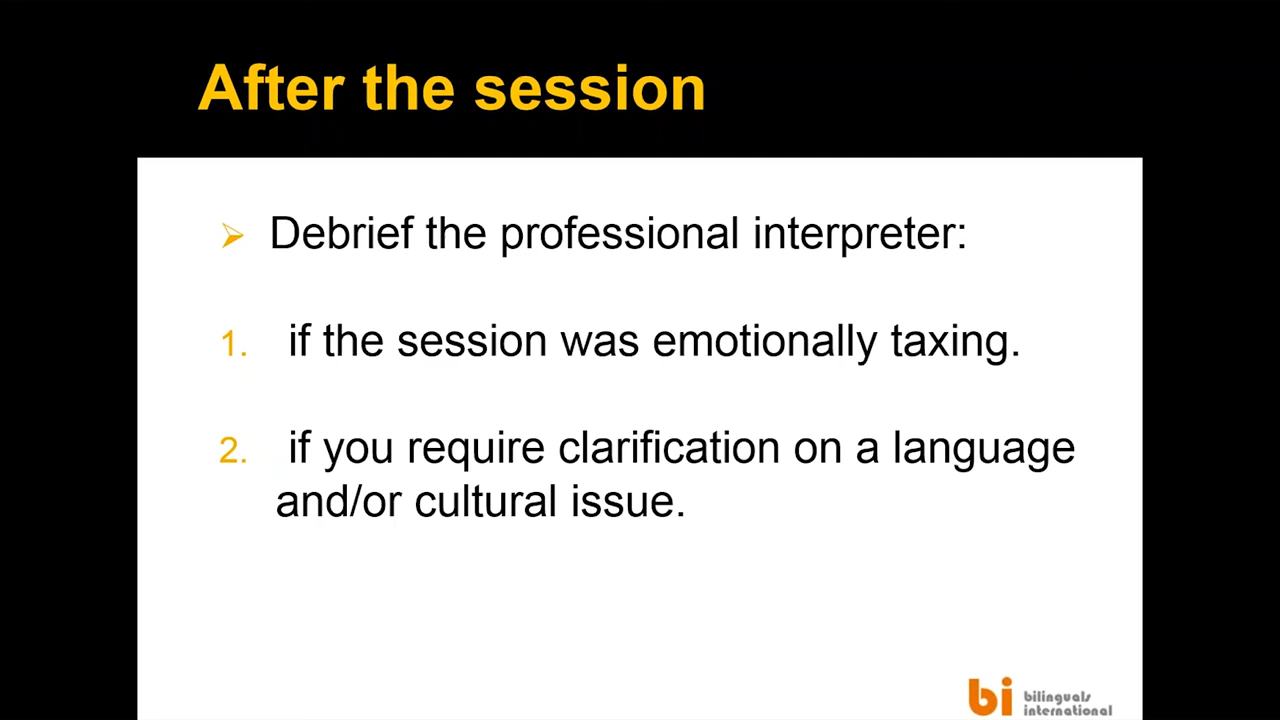 After the session
Debrief the professional interpreter:
1. if the session was emotionally taxing.
2. if you require clarification on a language
and/or cultural issue.
bi bilinguals
international